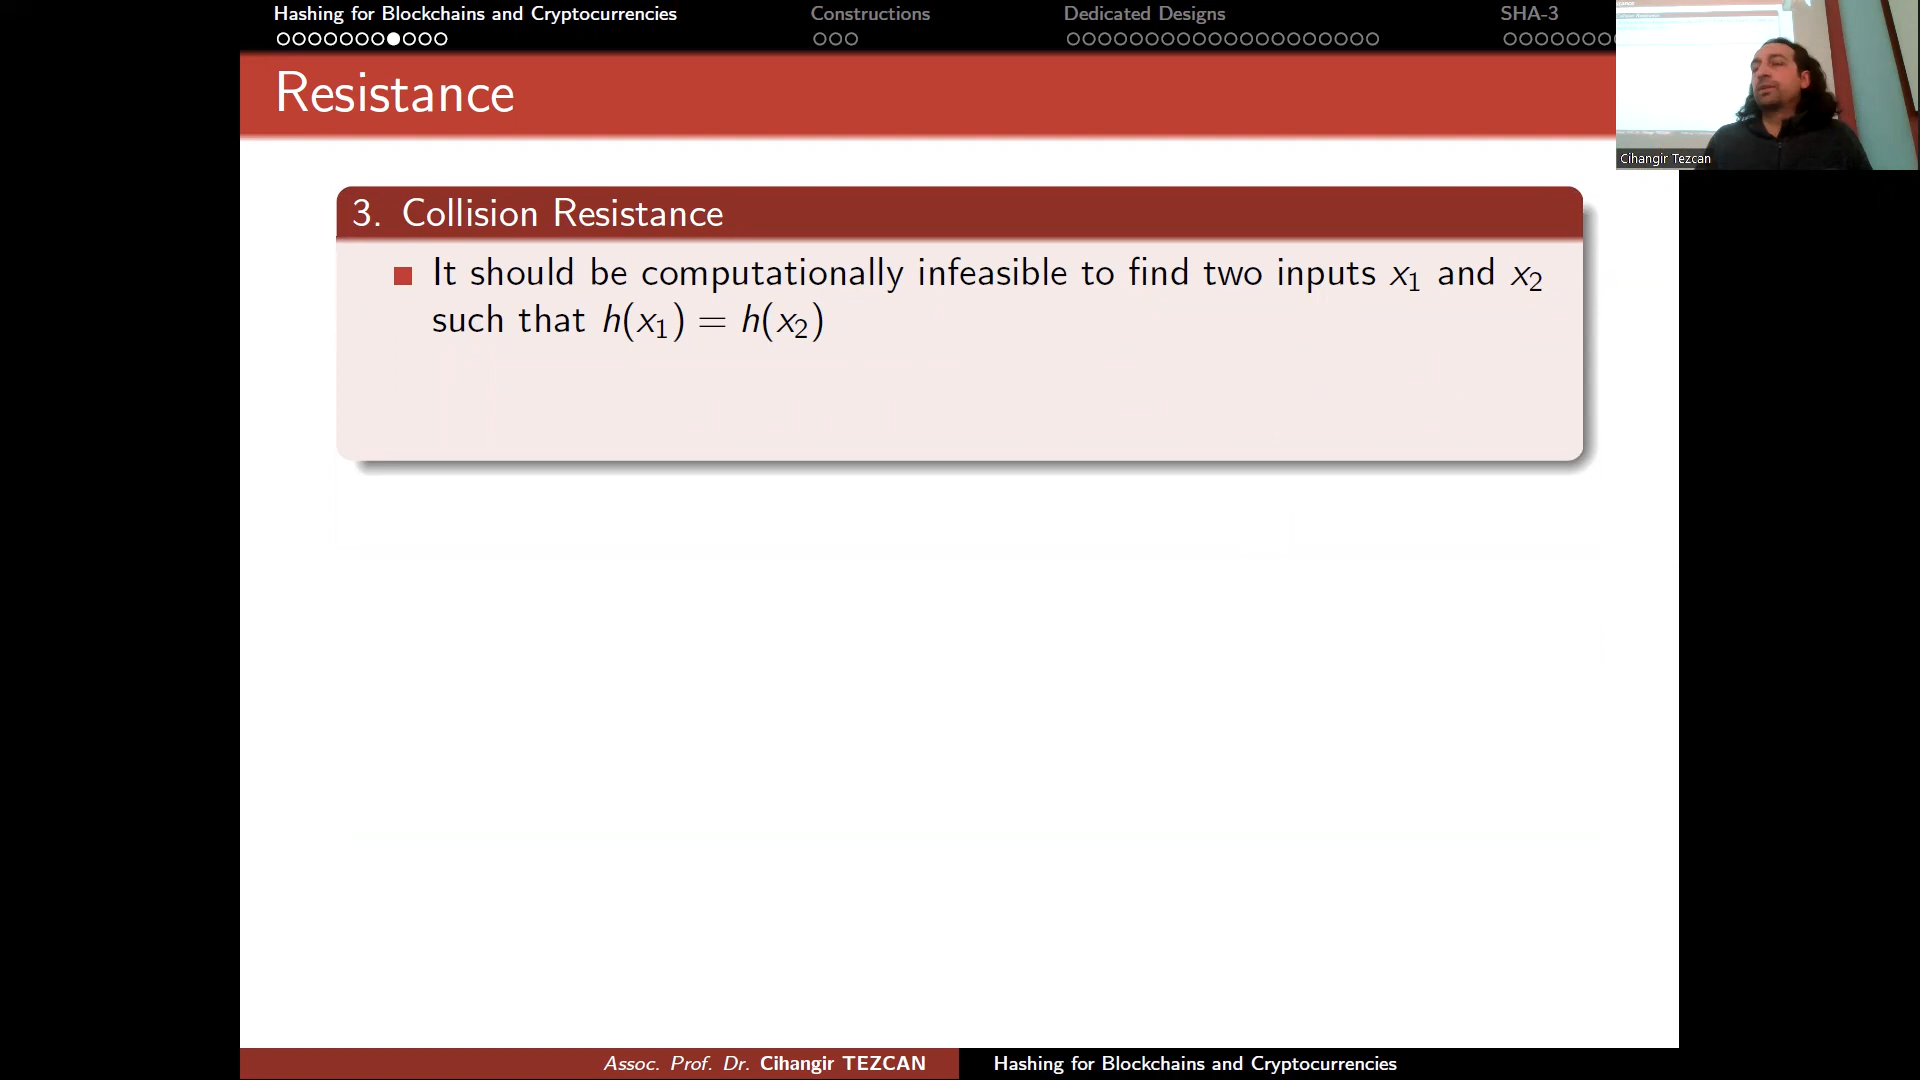 Hashing for Blockchains and Cryptocurrencies
Constructions
Dedicated Designs
SHA-3
Resistance
Cihangir Tezcan
3. Collision Resistance
It should be computationally infeasible to find two inputs x₁ and x₂
such that h(x₁) = h(x₂)
Assoc. Prof. Dr. Cihangir TEZCAN
Hashing for Blockchains and Cryptocurrencies